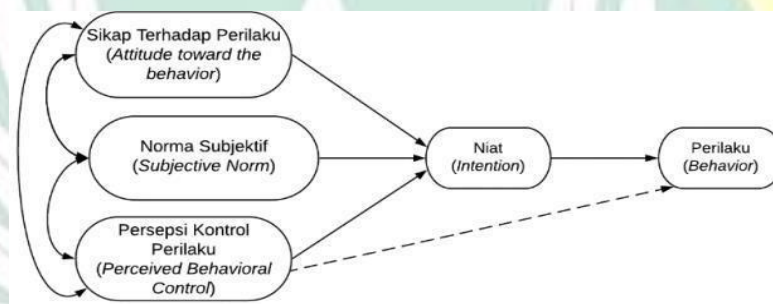 Sikap Terhadap Perilaku
(Attitude toward the
behavior)
Norma Subjektif
(Subjective Norm)
Persepsi Kontrol
Perilaku
(Perceived Behavioral
Control)
Niat
(Intention)
Perilaku
(Behavior)